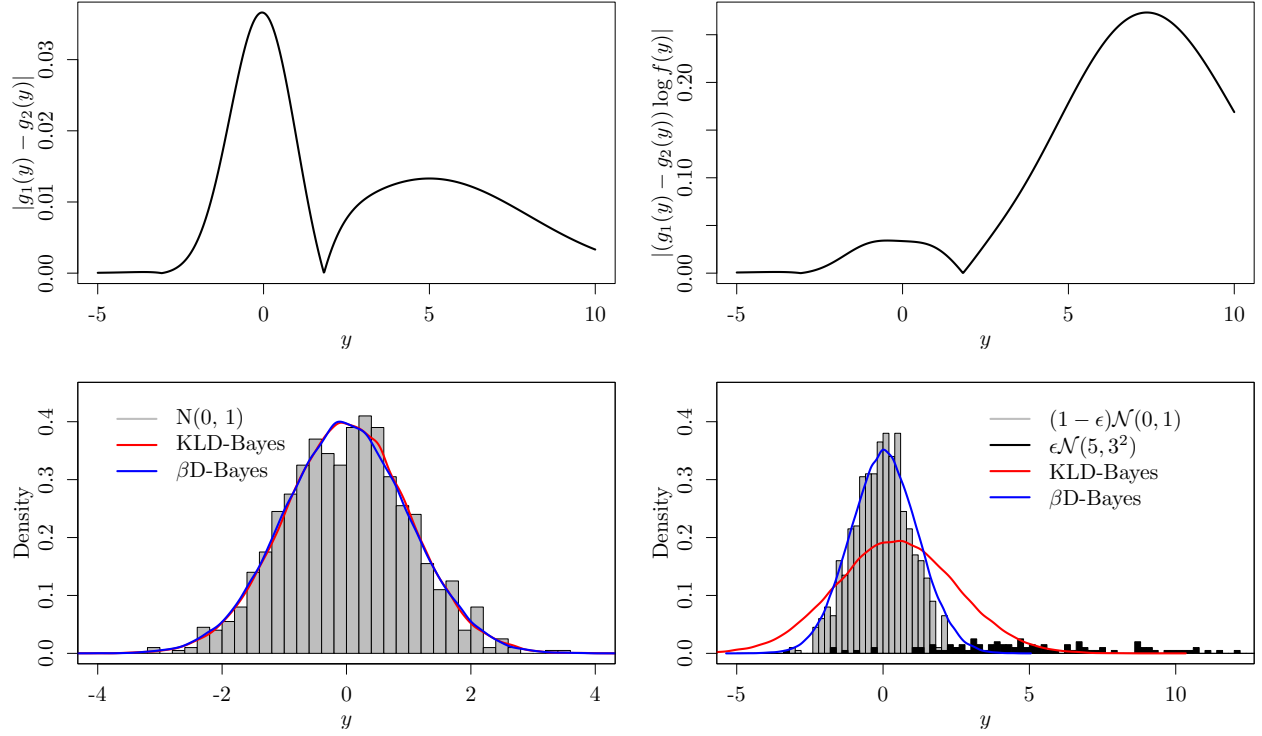 |g₁(y) − g₂(y)|
0.00 0.01 0.02 0.03
-5 0 5 10
y
|(g₁(y) − g₂(y)) log f(y)|
0.00 0.10 0.20
-5 0 5 10
y
Density
0.0 0.1 0.2 0.3 0.4
N(0, 1)
KLD-Bayes
βD-Bayes
-4 -2 0 2 4
y
Density
0.0 0.1 0.2 0.3 0.4
(1 − ϵ)𝒩(0, 1)
ϵ𝒩(5, 3²)
KLD-Bayes
βD-Bayes
-5 0 5 10
y